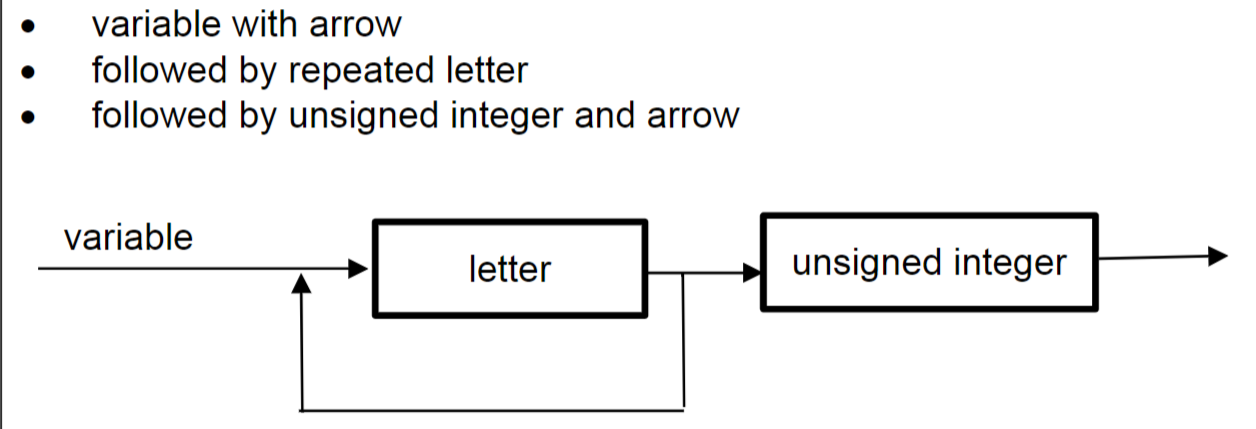 • variable with arrow
• followed by repeated letter
• followed by unsigned integer and arrow
variable
letter
unsigned integer